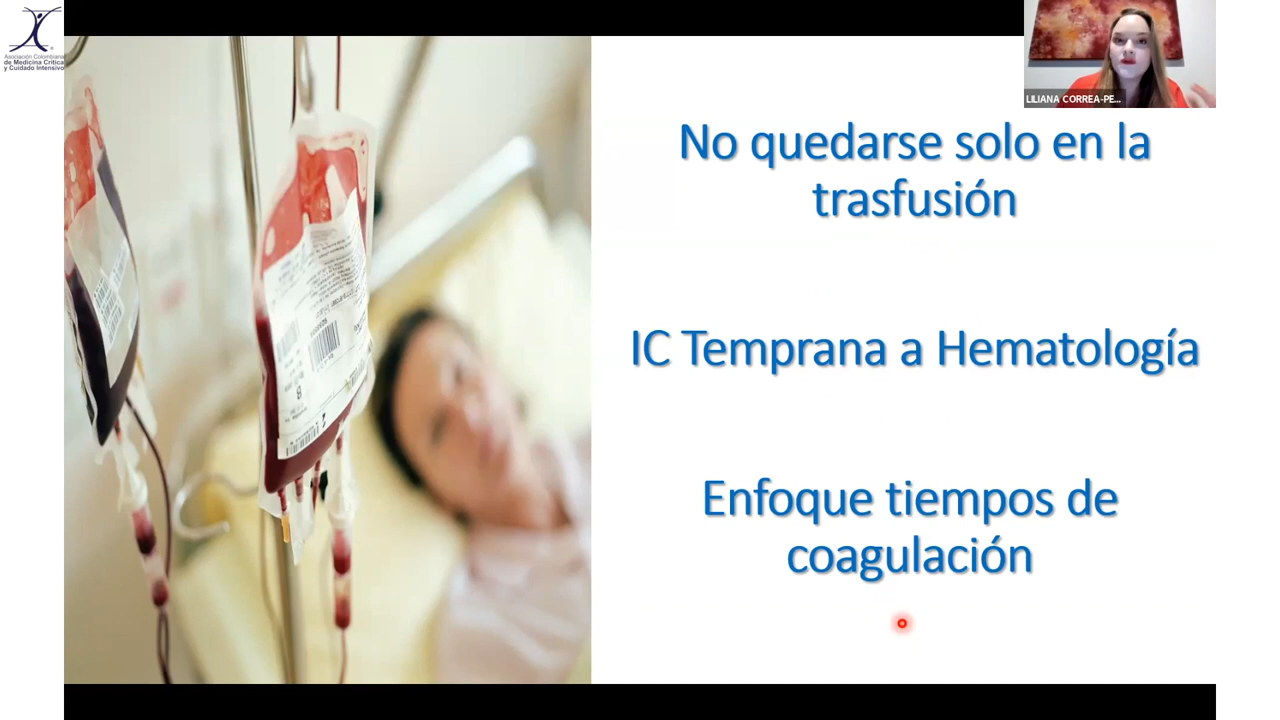 Asociación Colombiana
de Medicina Crítica
y Cuidado Intensivo
LILIANA CORREA-PE...
No quedarse solo en la
trasfusión
IC Temprana a Hematología
Enfoque tiempos de
coagulación